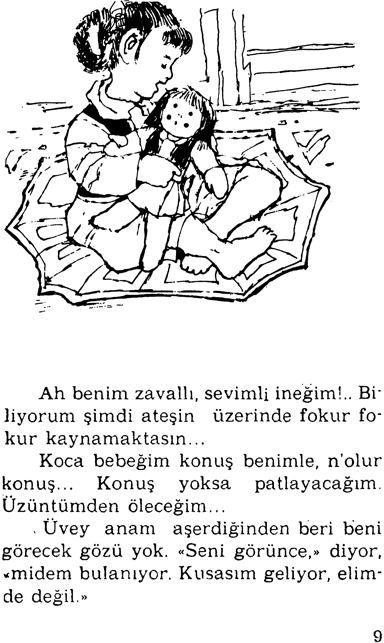 Ah benim zavallı, sevimli ineğim!.. Bi-
liyorum şimdi ateşin üzerinde fokur fo-
kur kaynamaktasın...
Koca bebeğim konuş benimle, n'olur
konuş... Konuş yoksa patlayacağım.
Üzüntümden öleceğim...
Üvey anam aşerdiğinden beri beni
görecek gözü yok. «Seni görünce,» diyor,
«midem bulanıyor. Kusasım geliyor, elim-
de değil.»
9